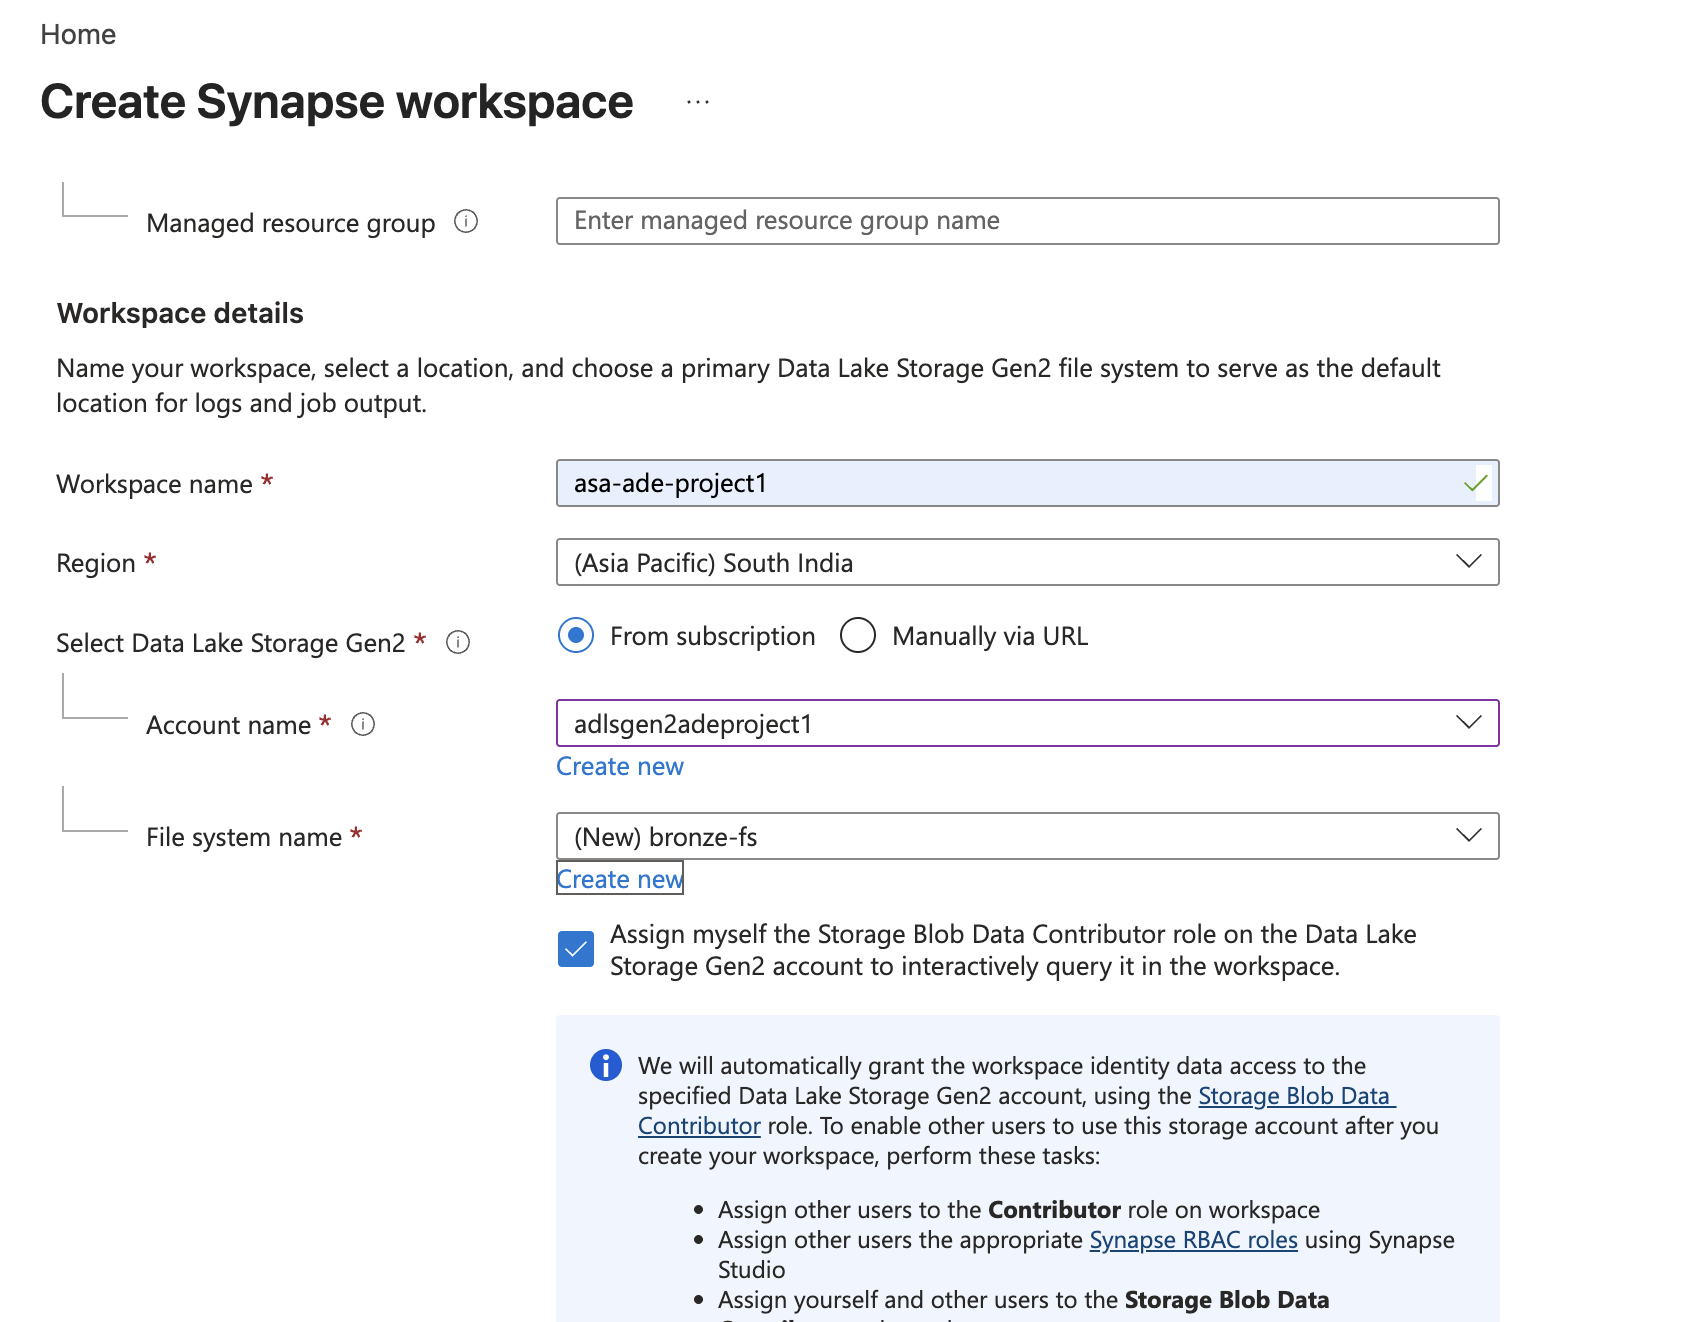 Home
Create Synapse workspace ...
Managed resource group
Enter managed resource group name
Workspace details
Name your workspace, select a location, and choose a primary Data Lake Storage Gen2 file system to serve as the default
location for logs and job output.
Workspace name *
asa-ade-project1
Region *
(Asia Pacific) South India
Select Data Lake Storage Gen2 *
From subscription
Manually via URL
Account name *
adlsgen2adeproject1
Create new
File system name *
(New) bronze-fs
Create new
Assign myself the Storage Blob Data Contributor role on the Data Lake
Storage Gen2 account to interactively query it in the workspace.
We will automatically grant the workspace identity data access to the
specified Data Lake Storage Gen2 account, using the Storage Blob Data
Contributor role. To enable other users to use this storage account after you
create your workspace, perform these tasks:
• Assign other users to the Contributor role on workspace
• Assign other users the appropriate Synapse RBAC roles using Synapse
Studio
• Assign yourself and other users to the Storage Blob Data